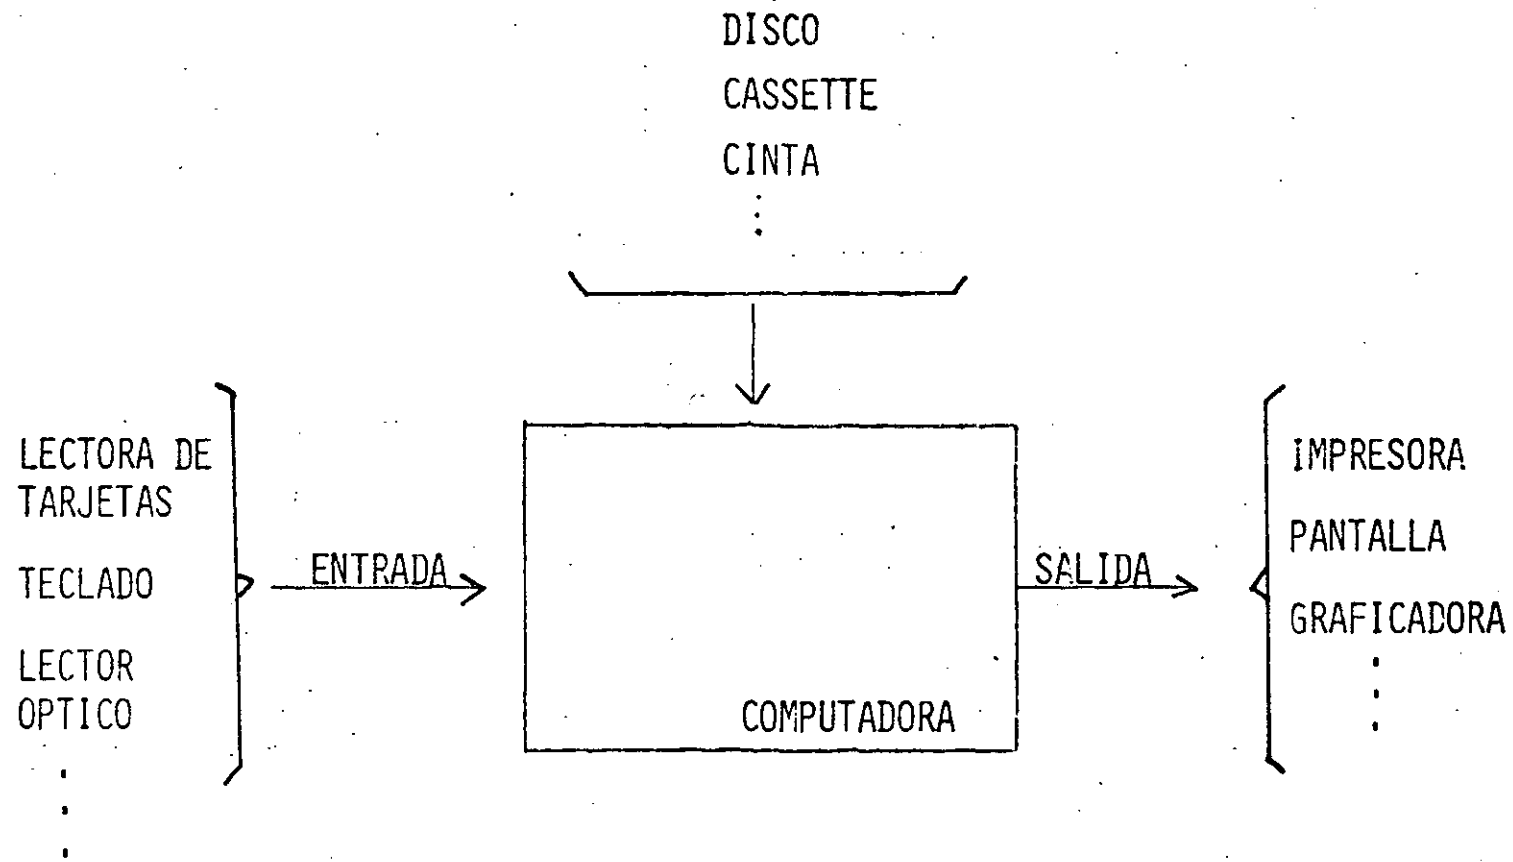 DISCO
CASSETTE
CINTA
LECTORA DE
TARJETAS
TECLADO
LECTOR
OPTICO
ENTRADA
COMPUTADORA
SALIDA
IMPRESORA
PANTALLA
GRAFICADORA